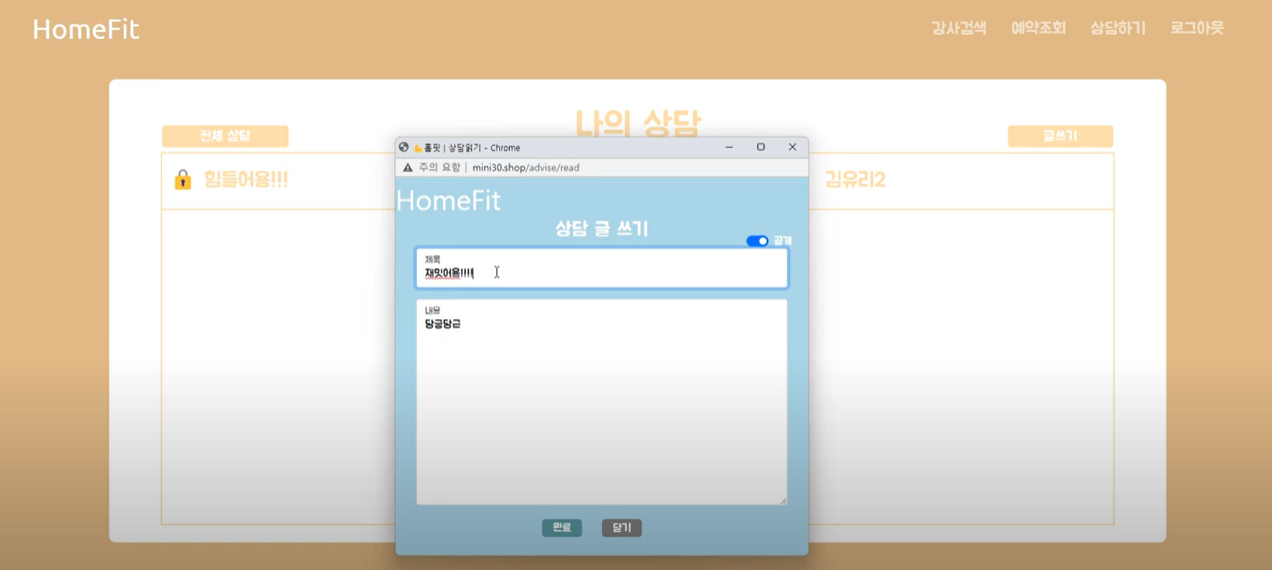 HomeFit
강사검색 예약조회 상담하기 로그아웃
나의 상담
전체 상담
글쓰기
힘들어용!!!
김유리2
홈핏 | 상담읽기 - Chrome
주의 요함 | mini30.shop/advise/read
HomeFit
상담 글 쓰기
공개
제목
재밋어용!!!!
내용
당긍당근
완료 닫기